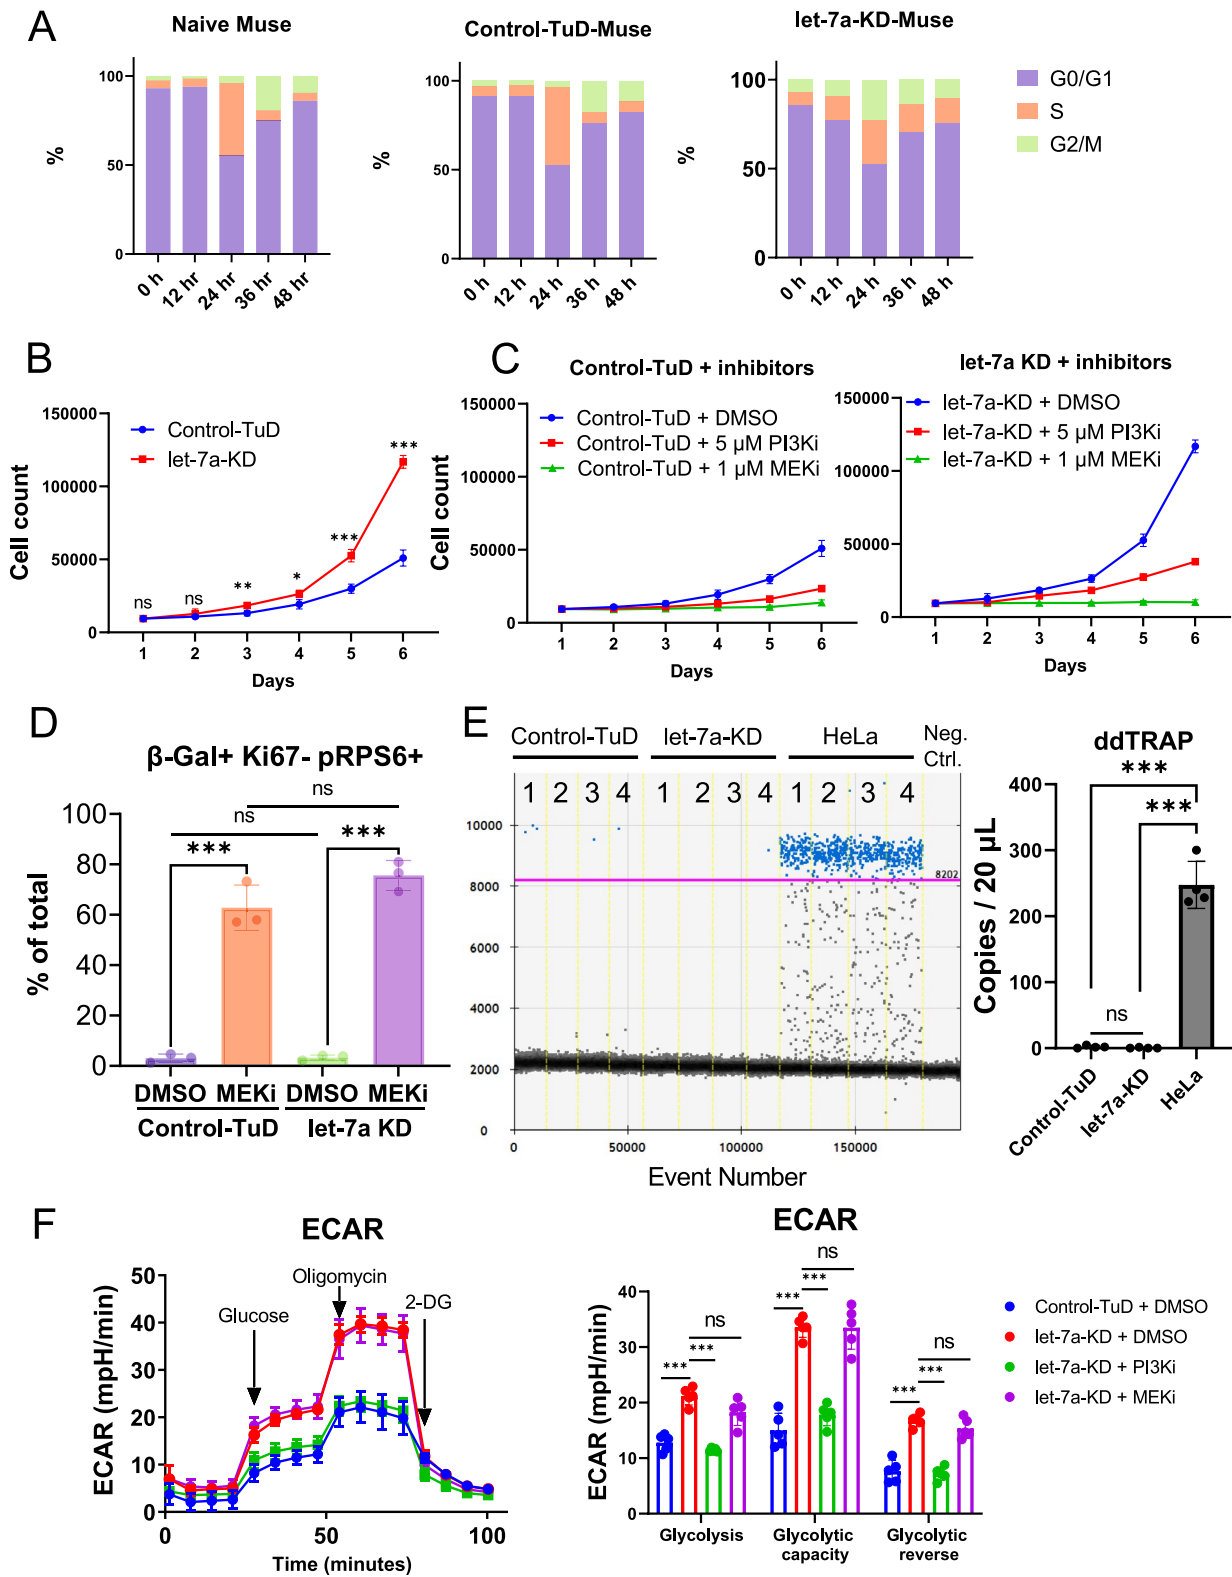 A
Naive Muse
Control-TuD-Muse
let-7a-KD-Muse
%
100
50
0
0 h
12 hr
24 hr
36 hr
48 hr
%
100
50
0
0 h
12 h
24 h
36 h
48 h
%
100
50
0
0 h
12 h
24 h
36 h
48 h
G0/G1
S
G2/M
B
Cell count
150000
100000
50000
0
Control-TuD
let-7a-KD
ns
ns
**
*
***
***
1 2 3 4 5 6
Days
C
Control-TuD + inhibitors
Cell count
150000
100000
50000
0
Control-TuD + DMSO
Control-TuD + 5 µM PI3Ki
Control-TuD + 1 µM MEKi
1 2 3 4 5 6
Days
let-7a KD + inhibitors
150000
100000
50000
0
let-7a-KD + DMSO
let-7a-KD + 5 µM PI3Ki
let-7a-KD + 1 µM MEKi
1 2 3 4 5 6
Days
D
β-Gal+ Ki67- pRPS6+
% of total
100
80
60
40
20
0
ns
ns
***
***
DMSO MEKi DMSO MEKi
Control-TuD let-7a KD
E
Control-TuD let-7a-KD HeLa Neg.
Ctrl.
1 2 3 4 1 2 3 4 1 2 3 4
10000
8000
6000
4000
2000
0
8202
0 50000 100000 150000
Event Number
ddTRAP
Copies / 20 µL
400
300
200
100
0
***
***
ns
Control-TuD
let-7a-KD
HeLa
F
ECAR
ECAR (mpH/min)
50
40
30
20
10
0
Glucose
Oligomycin
2-DG
0 50 100
Time (minutes)
ECAR
ECAR (mpH/min)
40
30
20
10
0
***
***
ns
***
***
ns
***
***
ns
Glycolysis
Glycolytic
capacity
Glycolytic
reverse
Control-TuD + DMSO
let-7a-KD + DMSO
let-7a-KD + PI3Ki
let-7a-KD + MEKi